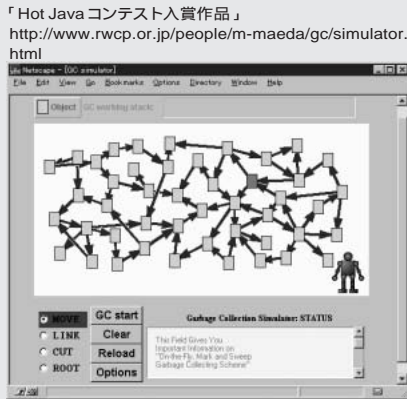 「Hot Javaコンテスト入賞作品」
http://www.rwcp.or.jp/people/m-maeda/gc/simulator.
html
Netscape - [GC simulator]
File Edit View Go Bookmarks Options Directory Window Help
Object GC working stack:
MOVE
LINK
CUT
ROOT
GC start
Clear
Reload
Options
Garbage Collection Simulater: STATUS
This Field Gives You
Important Information on
"On-the-Fly, Mark and Sweep
Garbage Collecting Scheme"